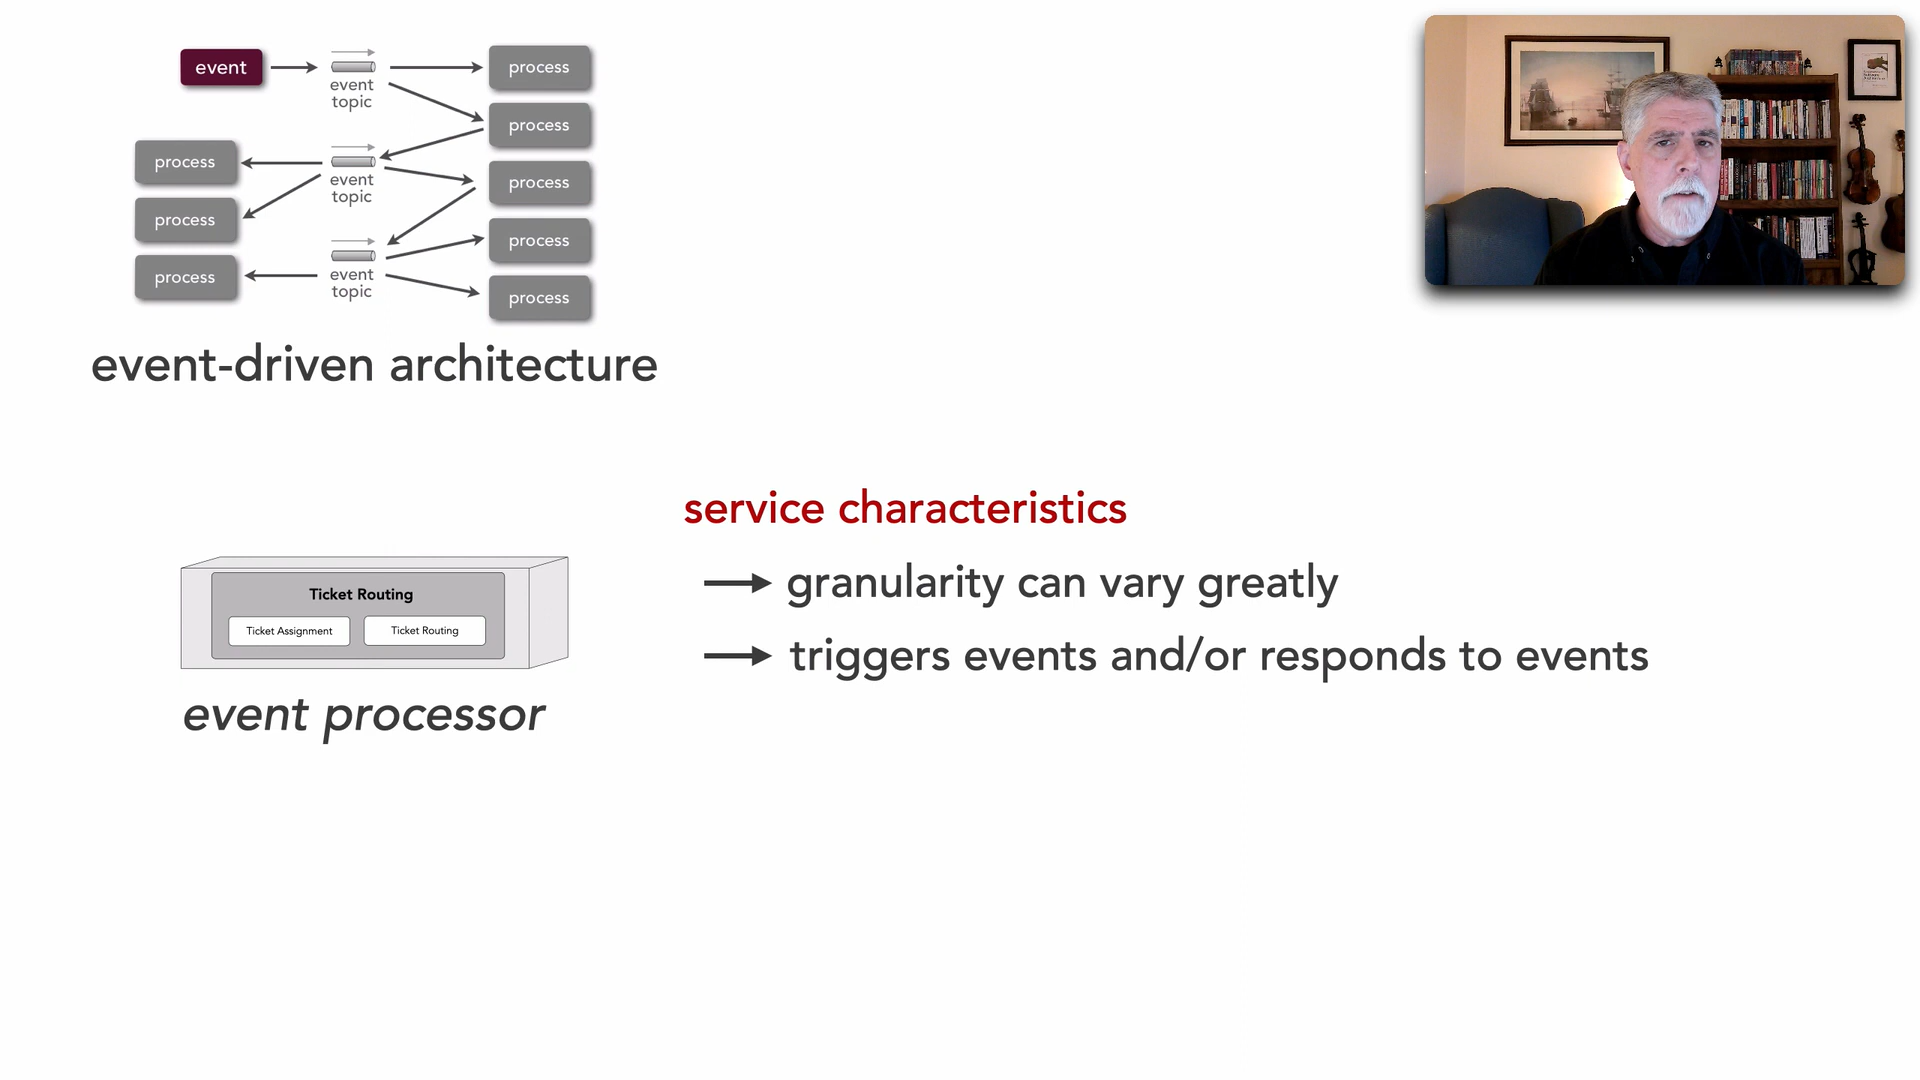 event
event
topic
process
process
process
event
topic
process
process
process
process
event
topic
process
event-driven architecture
service characteristics
granularity can vary greatly
triggers events and/or responds to events
Ticket Routing
Ticket Assignment
Ticket Routing
event processor